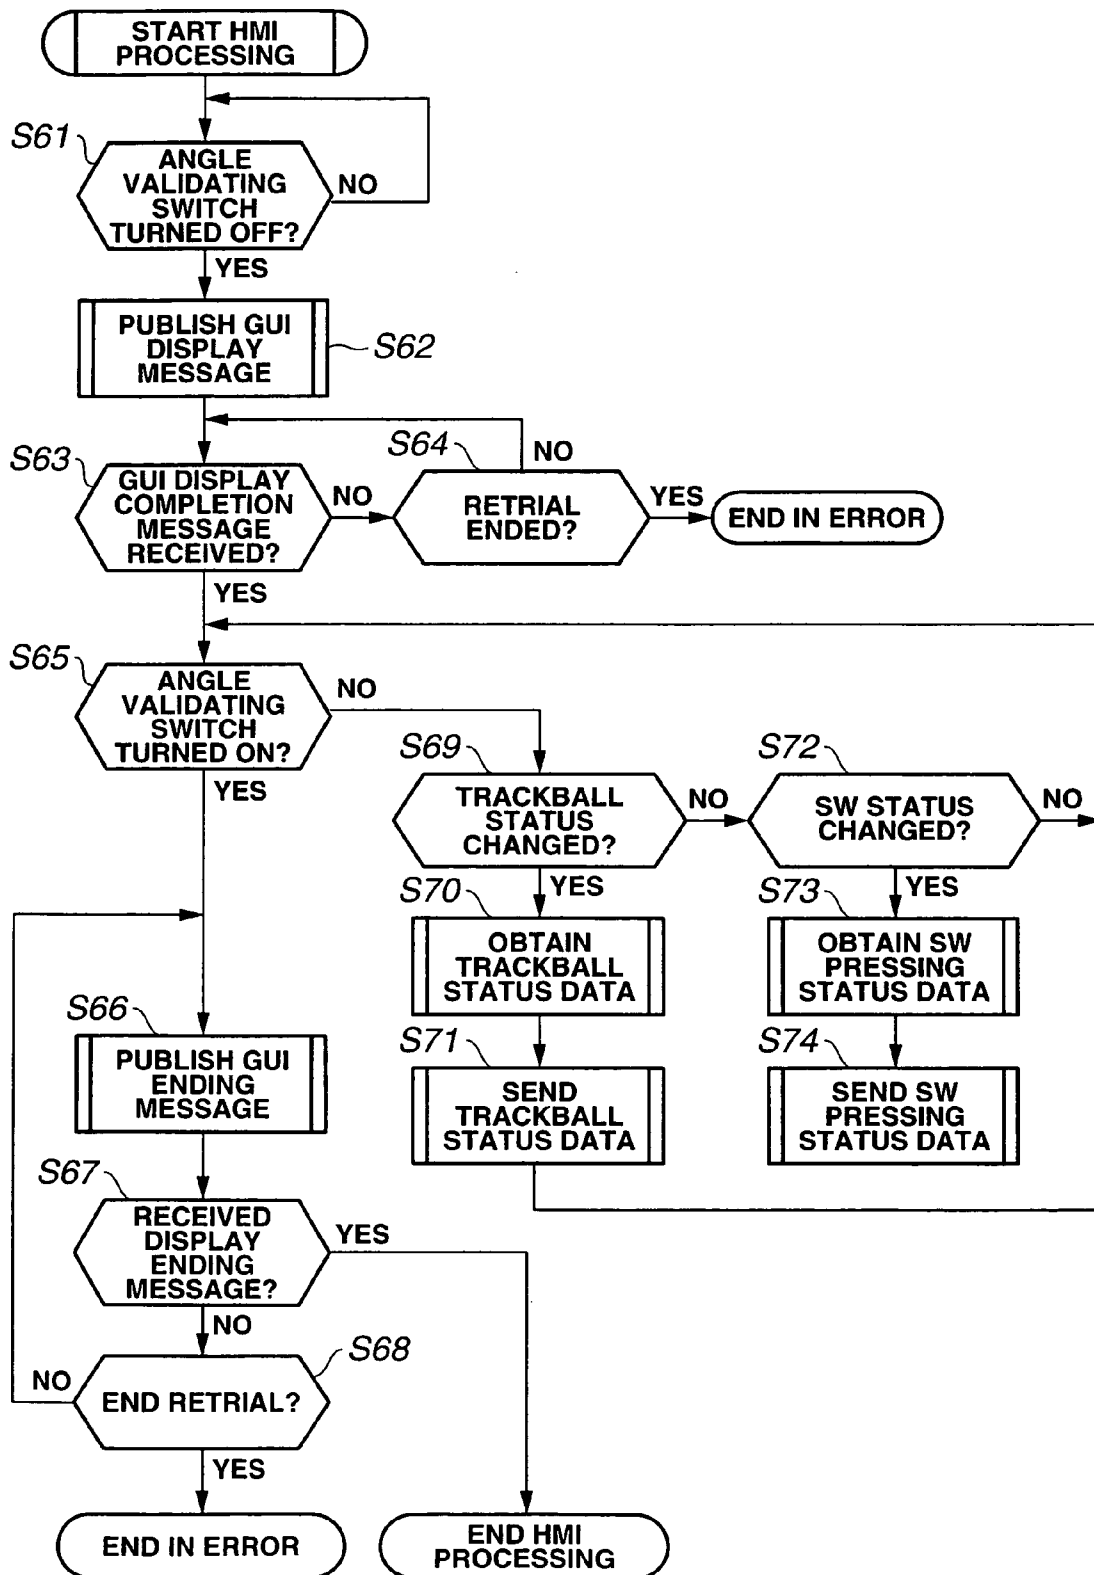 START HMI
PROCESSING
S61
ANGLE
VALIDATING
SWITCH
TURNED OFF?
NO
YES
PUBLISH GUI
DISPLAY
MESSAGE
S62
S63
GUI DISPLAY
COMPLETION
MESSAGE
RECEIVED?
NO
YES
S64
RETRIAL
ENDED?
NO
YES
END IN ERROR
S65
ANGLE
VALIDATING
SWITCH
TURNED ON?
NO
YES
S69
TRACKBALL
STATUS
CHANGED?
NO
YES
S72
SW STATUS
CHANGED?
NO
YES
S70
OBTAIN
TRACKBALL
STATUS DATA
S73
OBTAIN SW
PRESSING
STATUS DATA
S71
SEND
TRACKBALL
STATUS DATA
S74
SEND SW
PRESSING
STATUS DATA
S66
PUBLISH GUI
ENDING
MESSAGE
S67
RECEIVED
DISPLAY
ENDING
MESSAGE?
YES
NO
S68
END RETRIAL?
NO
YES
END IN ERROR
END HMI
PROCESSING